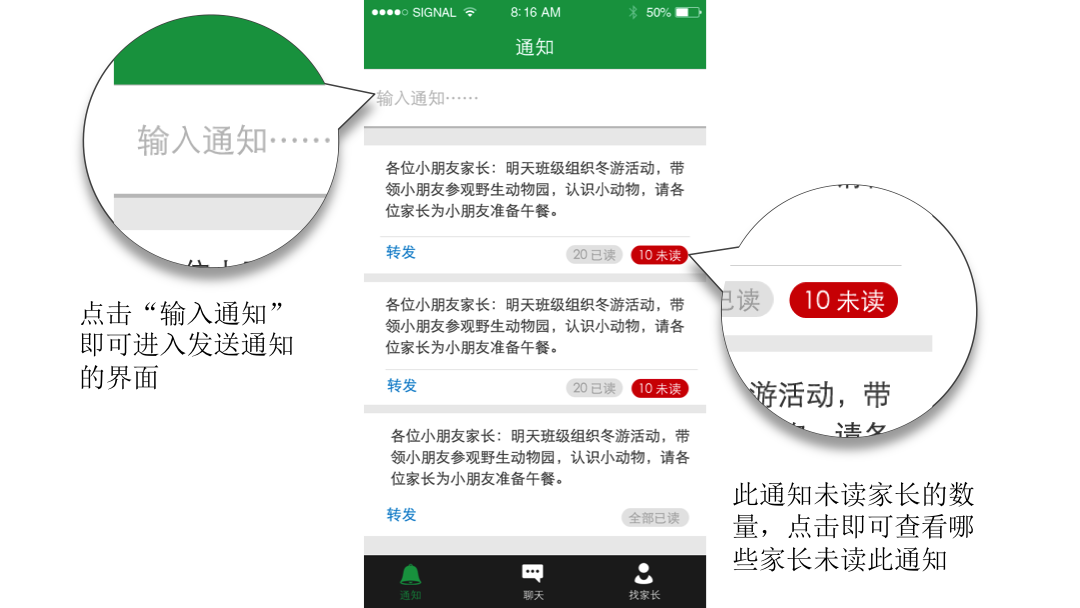 SIGNAL 8:16 AM 50%
通知
输入通知……
输入通知……
点击“输入通知”
即可进入发送通知
的界面
各位小朋友家长：明天班级组织冬游活动，带
领小朋友参观野生动物园，认识小动物，请各
位家长为小朋友准备午餐。
转发 20 已读 10 未读
各位小朋友家长：明天班级组织冬游活动，带
领小朋友参观野生动物园，认识小动物，请各
位家长为小朋友准备午餐。
转发 20 已读 10 未读
各位小朋友家长：明天班级组织冬游活动，带
领小朋友参观野生动物园，认识小动物，请各
位家长为小朋友准备午餐。
转发 全部已读
通知 聊天 找家长
已读 10 未读
游活动，带
请各
此通知未读家长的数
量，点击即可查看哪
些家长未读此通知